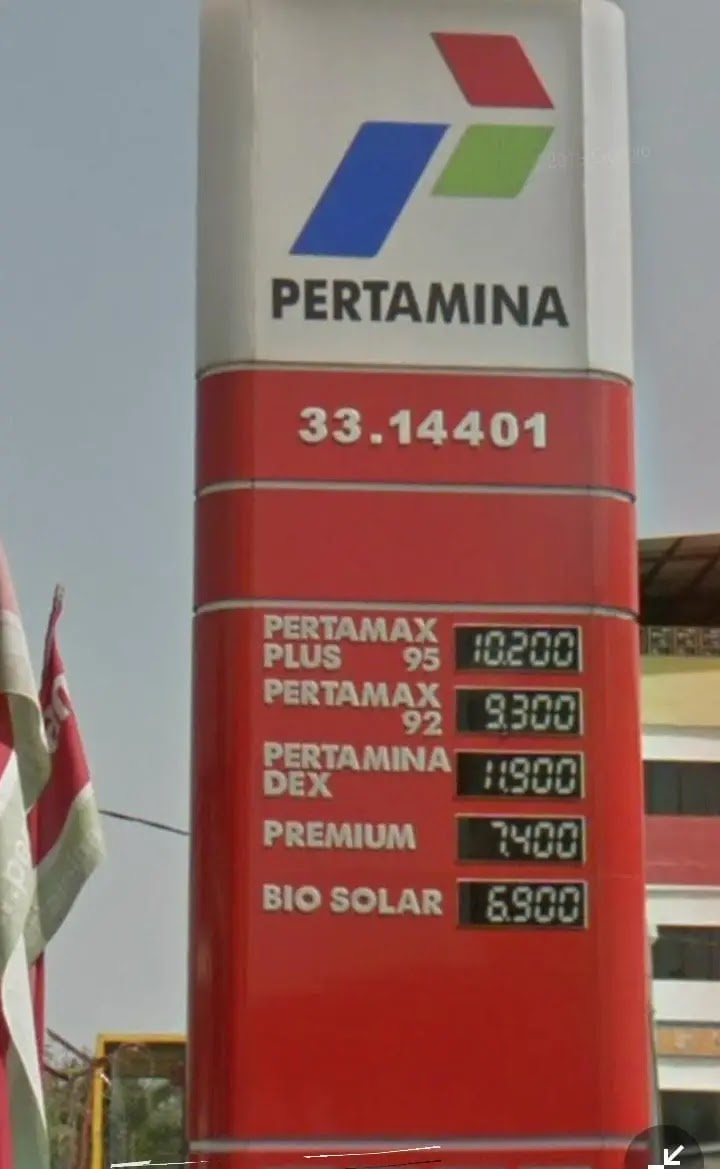 PERTAMINA
33.14401
PERTAMAX
PLUS 95 10.200
PERTAMAX
92 9.300
PERTAMINA
DEX 11.900
PREMIUM 7.400
BIO SOLAR 6.900